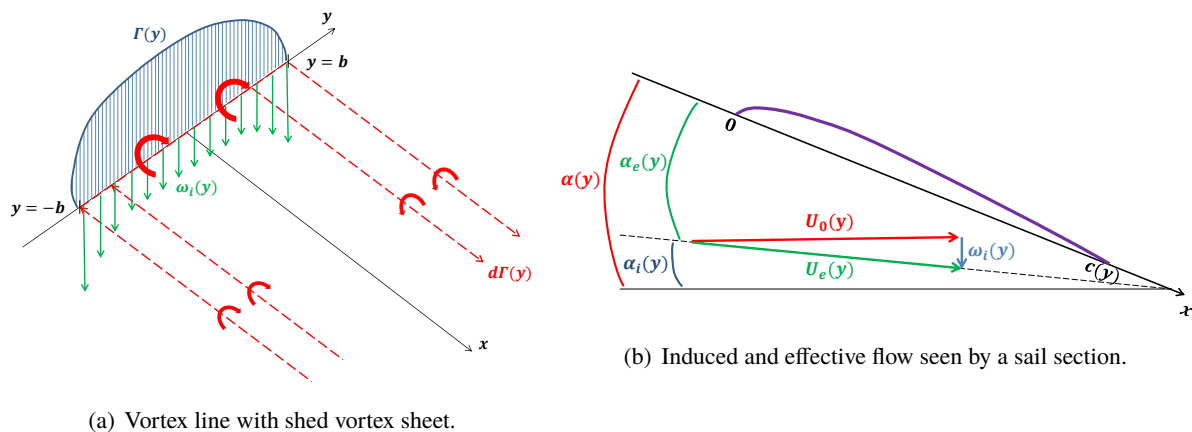 Γ(y)
y
y = b
ω_i(y)
y = −b
dΓ(y)
x
(a) Vortex line with shed vortex sheet.
0
α_e(y)
α(y)
U_0(y)
α_i(y)
ω_i(y)
U_e(y)
c(y)
x
(b) Induced and effective flow seen by a sail section.